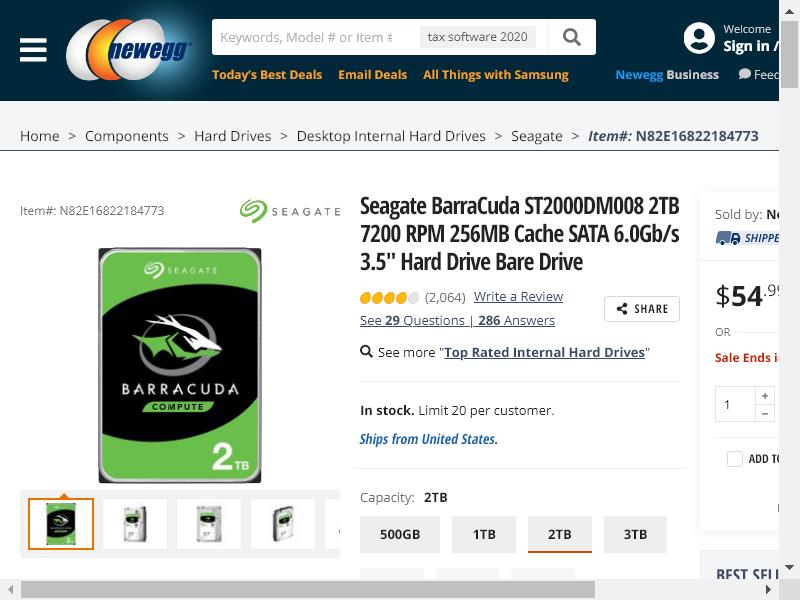 newegg
Keywords, Model # or Item #
tax software 2020
Welcome
Sign in /
Today's Best Deals
Email Deals
All Things with Samsung
Newegg Business
Home > Components > Hard Drives > Desktop Internal Hard Drives > Seagate > Item#: N82E16822184773
Item#: N82E16822184773
SEAGATE
Seagate BarraCuda ST2000DM008 2TB
7200 RPM 256MB Cache SATA 6.0Gb/s
3.5" Hard Drive Bare Drive
(2,064) Write a Review
SHARE
See 29 Questions | 286 Answers
See more "Top Rated Internal Hard Drives"
In stock. Limit 20 per customer.
Ships from United States.
Capacity: 2TB
500GB
1TB
2TB
3TB
SEAGATE
BARRACUDA
COMPUTE
2TB
Sold by:
SHIPPE
$54.99
OR
Sale Ends
1
+
−
ADD
BEST